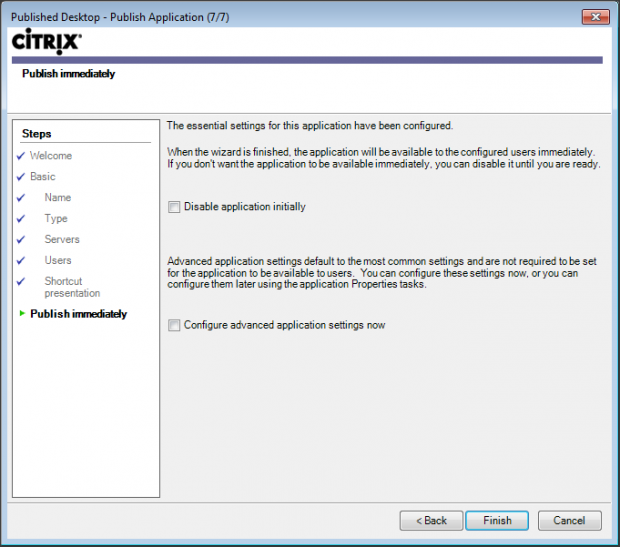 Published Desktop - Publish Application (7/7)
CİTRIX
Publish immediately
Steps
Welcome
Basic
Name
Type
Servers
Users
Shortcut
presentation
Publish immediately
The essential settings for this application have been configured.
When the wizard is finished, the application will be available to the configured users immediately.
If you don't want the application to be available immediately, you can disable it until you are ready.
Disable application initially
Advanced application settings default to the most common settings and are not required to be set
for the application to be available to users. You can configure these settings now, or you can
configure them later using the application Properties tasks.
Configure advanced application settings now
< Back
Finish
Cancel